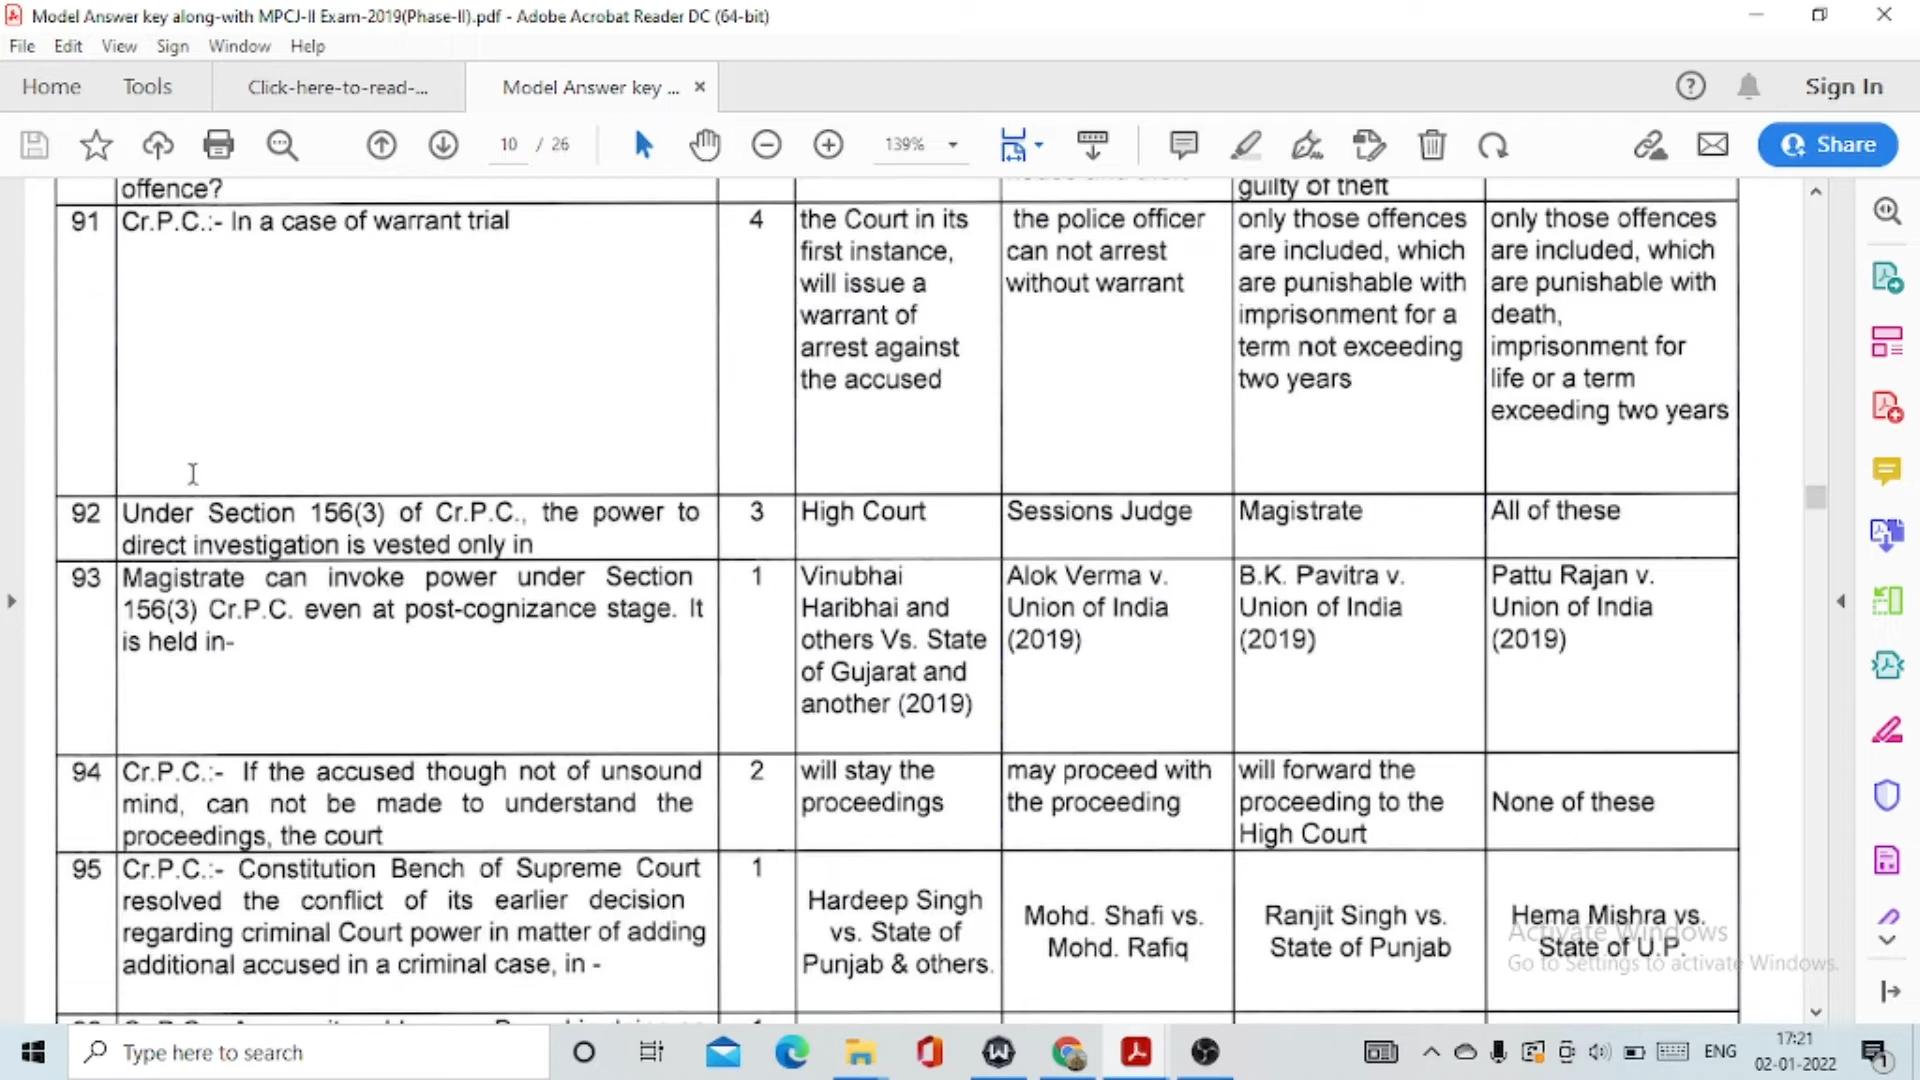 Model Answer key along-with MPCJ-II Exam-2019(Phase-II).pdf - Adobe Acrobat Reader DC (64-bit)
File Edit View Sign Window Help
Home Tools Click-here-to-read-... Model Answer key ... ×
Sign In
10 / 26
139%
Share
offence?
guilty of theft
91
Cr.P.C.:- In a case of warrant trial
4
the Court in its
first instance,
will issue a
warrant of
arrest against
the accused
the police officer
can not arrest
without warrant
only those offences
are included, which
are punishable with
imprisonment for a
term not exceeding
two years
only those offences
are included, which
are punishable with
death,
imprisonment for
life or a term
exceeding two years
92
Under Section 156(3) of Cr.P.C., the power to
direct investigation is vested only in
3
High Court
Sessions Judge
Magistrate
All of these
93
Magistrate can invoke power under Section
156(3) Cr.P.C. even at post-cognizance stage. It
is held in-
1
Vinubhai
Haribhai and
others Vs. State
of Gujarat and
another (2019)
Alok Verma v.
Union of India
(2019)
B.K. Pavitra v.
Union of India
(2019)
Pattu Rajan v.
Union of India
(2019)
94
Cr.P.C.:- If the accused though not of unsound
mind, can not be made to understand the
proceedings, the court
2
will stay the
proceedings
may proceed with
the proceeding
will forward the
proceeding to the
High Court
None of these
95
Cr.P.C.:- Constitution Bench of Supreme Court
resolved the conflict of its earlier decision
regarding criminal Court power in matter of adding
additional accused in a criminal case, in -
1
Hardeep Singh
vs. State of
Punjab & others.
Mohd. Shafi vs.
Mohd. Rafiq
Ranjit Singh vs.
State of Punjab
Hema Mishra vs.
State of U.P.
Activate Windows
Go to Settings to activate Windows.
Type here to search
ENG
17:21
02-01-2022
1